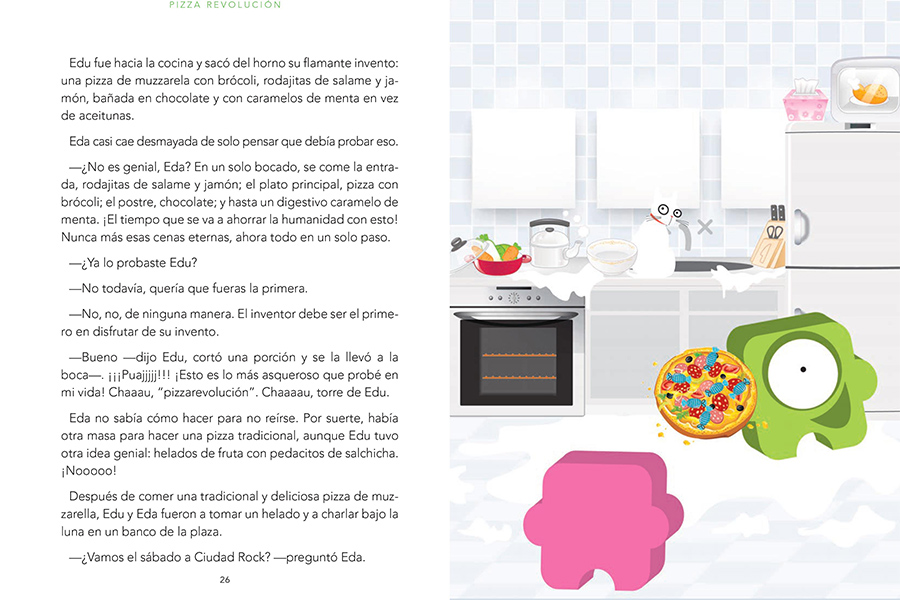 PIZZA REVOLUCIÓN
Edu fue hacia la cocina y sacó del horno su flamante invento:
una pizza de muzzarela con brócoli, rodajitas de salame y ja-
món, bañada en chocolate y con caramelos de menta en vez
de aceitunas.
Eda casi cae desmayada de solo pensar que debía probar eso.
—¿No es genial, Eda? En un solo bocado, se come la entra-
da, rodajitas de salame y jamón; el plato principal, pizza con
brócoli; el postre, chocolate; y hasta un digestivo caramelo de
menta. ¡El tiempo que se va a ahorrar la humanidad con esto!
Nunca más esas cenas eternas, ahora todo en un solo paso.
—¿Ya lo probaste Edu?
—No todavía, quería que fueras la primera.
—No, no, de ninguna manera. El inventor debe ser el prime-
ro en disfrutar de su invento.
—Bueno —dijo Edu, cortó una porción y se la llevó a la
boca—. ¡¡¡Puajjjjj!!! ¡Esto es lo más asqueroso que probé en
mi vida! Chaaau, “pizzarevolución”. Chaaaau, torre de Edu.
Eda no sabía cómo hacer para no reírse. Por suerte, había
otra masa para hacer una pizza tradicional, aunque Edu tuvo
otra idea genial: helados de fruta con pedacitos de salchicha.
¡Nooooo!
Después de comer una tradicional y deliciosa pizza de muz-
zarella, Edu y Eda fueron a tomar un helado y a charlar bajo la
luna en un banco de la plaza.
—¿Vamos el sábado a Ciudad Rock? —preguntó Eda.
26